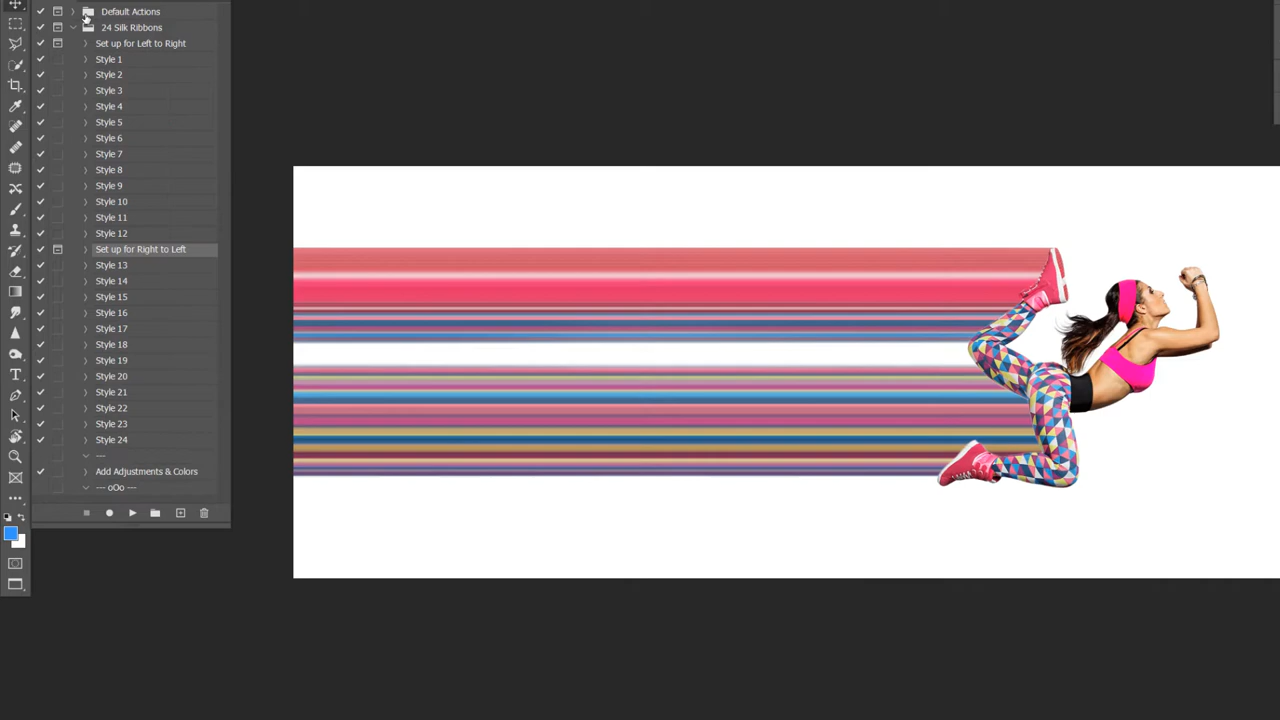 Default Actions
24 Silk Ribbons
Set up for Left to Right
Style 1
Style 2
Style 3
Style 4
Style 5
Style 6
Style 7
Style 8
Style 9
Style 10
Style 11
Style 12
Set up for Right to Left
Style 13
Style 14
Style 15
Style 16
Style 17
Style 18
Style 19
Style 20
Style 21
Style 22
Style 23
Style 24
---
Add Adjustments & Colors
--- oOo ---